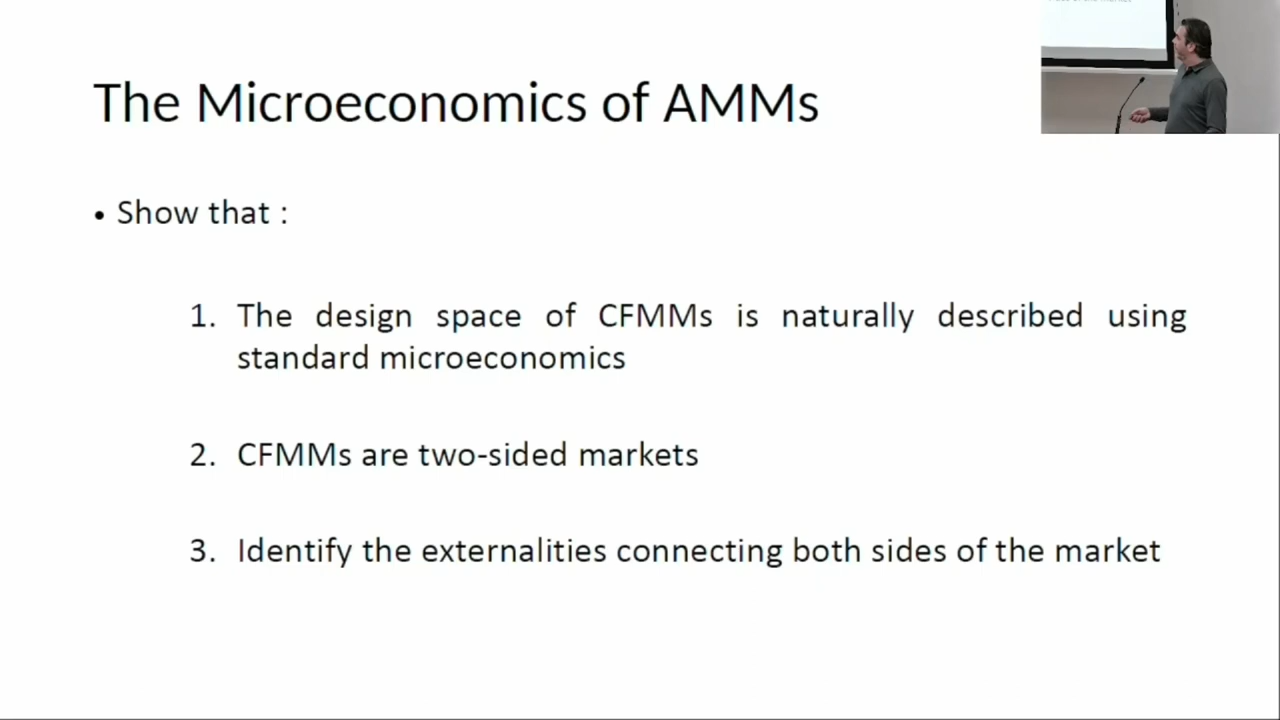 The Microeconomics of AMMs
• Show that :
1. The design space of CFMMs is naturally described using
standard microeconomics
2. CFMMs are two-sided markets
3. Identify the externalities connecting both sides of the market